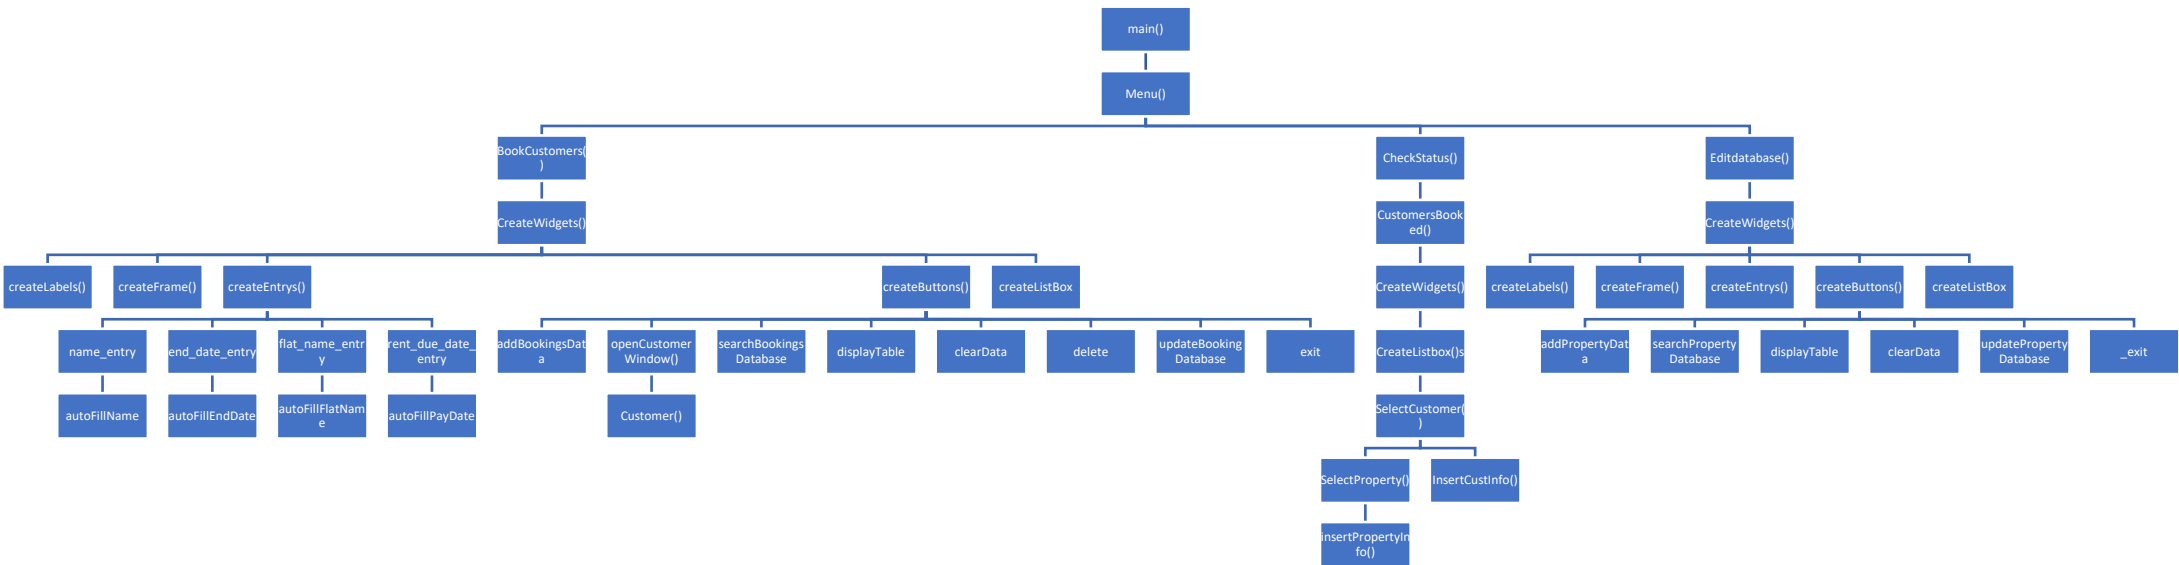 main()
Menu()
BookCustomers(
)
CheckStatus()
Editdatabase()
CreateWidgets()
CustomersBook
ed()
CreateWidgets()
createLabels()
createFrame()
createEntrys()
createButtons()
createListBox
CreateWidgets()
createLabels()
createFrame()
createEntrys()
createButtons()
createListBox
name_entry
end_date_entry
flat_name_entr
y
rent_due_date_
entry
addBookingsDat
a
openCustomer
Window()
searchBookings
Database
displayTable
clearData
delete
updateBooking
Database
exit
CreateListbox()s
addPropertyDat
a
searchProperty
Database
displayTable
clearData
updateProperty
Database
_exit
autoFillName
autoFillEndDate
autoFillFlatNam
e
autoFillPayDate
Customer()
SelectCustomer(
)
SelectProperty()
InsertCustInfo()
insertPropertyIn
fo()